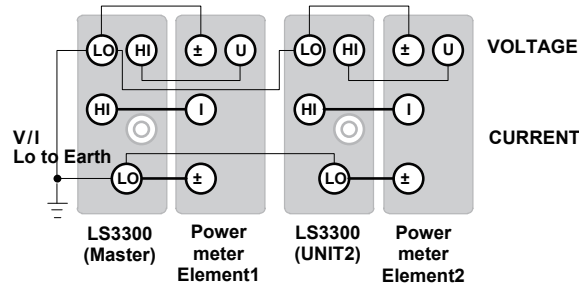 LO HI ± U LO HI ± U VOLTAGE
HI I HI I
V/I
Lo to Earth
CURRENT
LO ± LO ±
LS3300
(Master)
Power
meter
Element1
LS3300
(UNIT2)
Power
meter
Element2